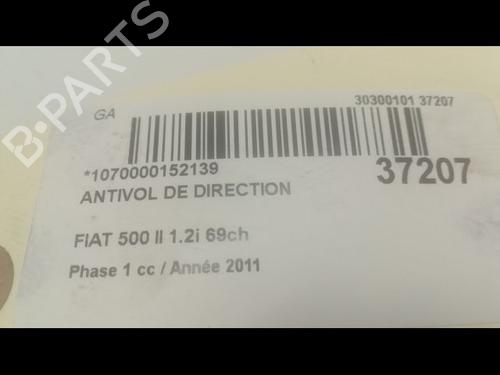 B-PARTS
GA
30300101 37207
*1070000152139
37207
ANTIVOL DE DIRECTION
FIAT 500 II 1.2i 69ch
Phase 1 cc / Année 2011